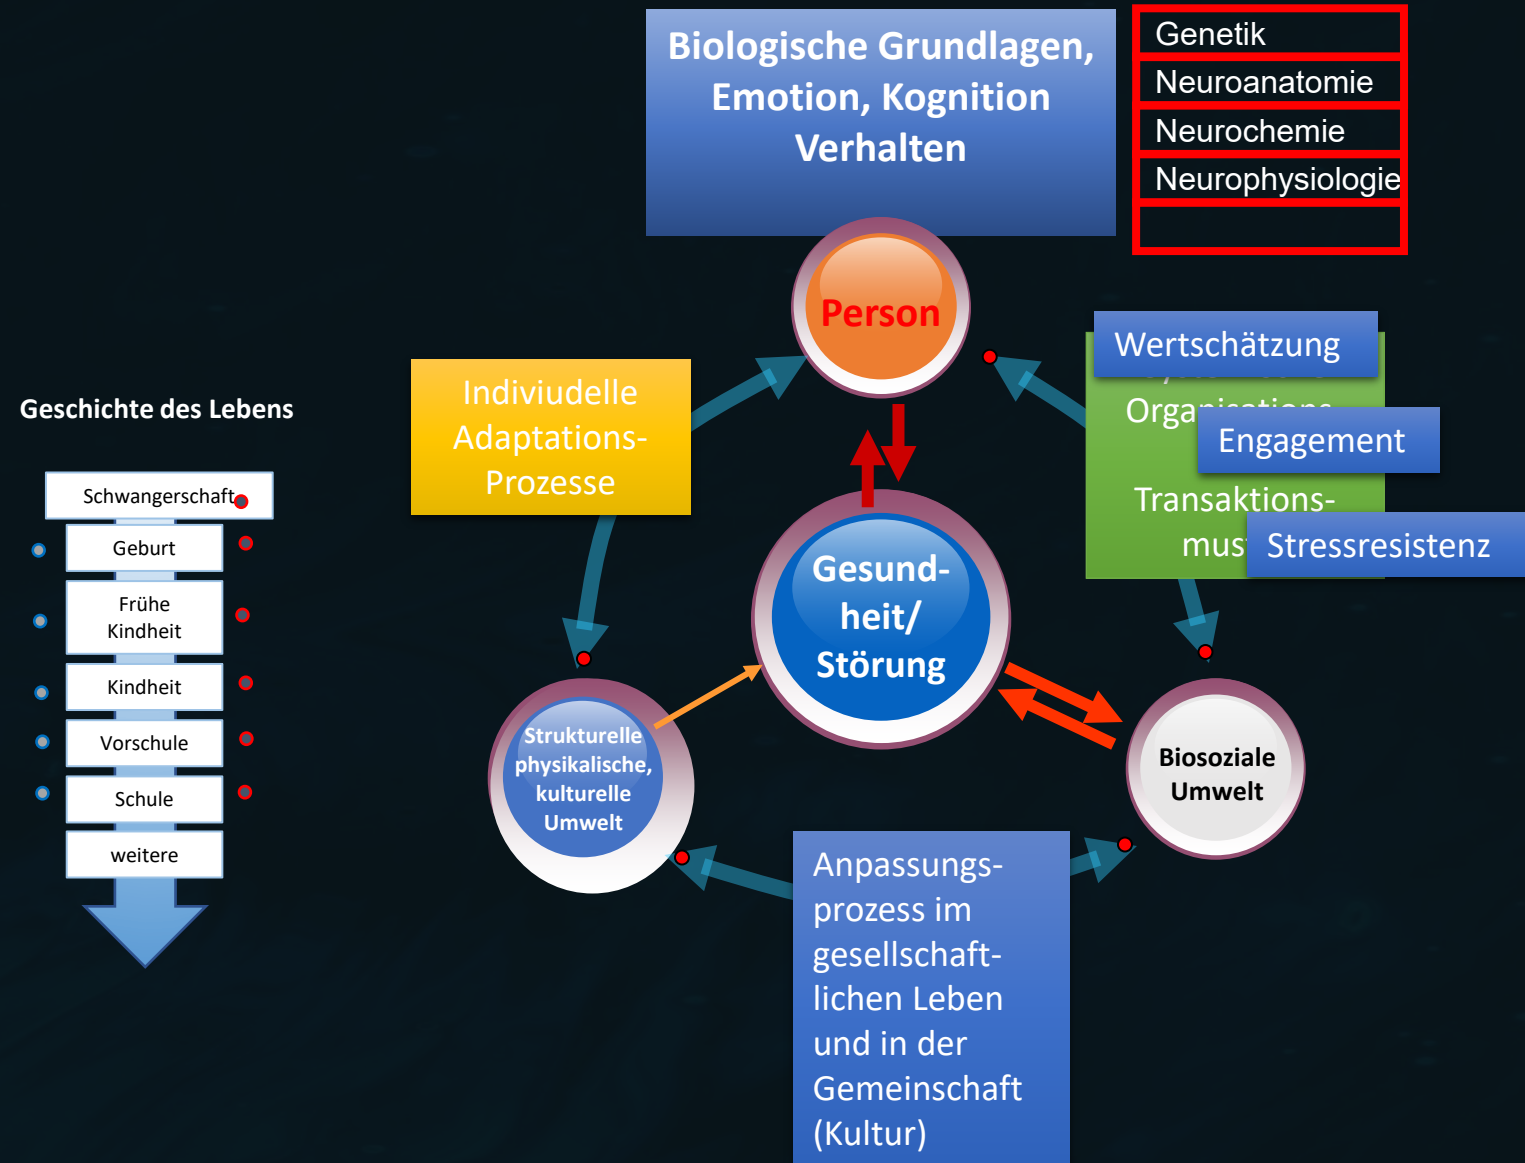 Biologische Grundlagen,
Emotion, Kognition
Verhalten
Genetik
Neuroanatomie
Neurochemie
Neurophysiologie
Person
Indiviudelle
Adaptations-
Prozesse
Wertschätzung
Engagement
Transaktions-
Stressresistenz
Geschichte des Lebens
Schwangerschaft
Geburt
Frühe
Kindheit
Kindheit
Vorschule
Schule
weitere
Gesund-
heit/
Störung
Strukturelle
physikalische,
kulturelle
Umwelt
Biosoziale
Umwelt
Anpassungs-
prozess im
gesellschaft-
lichen Leben
und in der
Gemeinschaft
(Kultur)